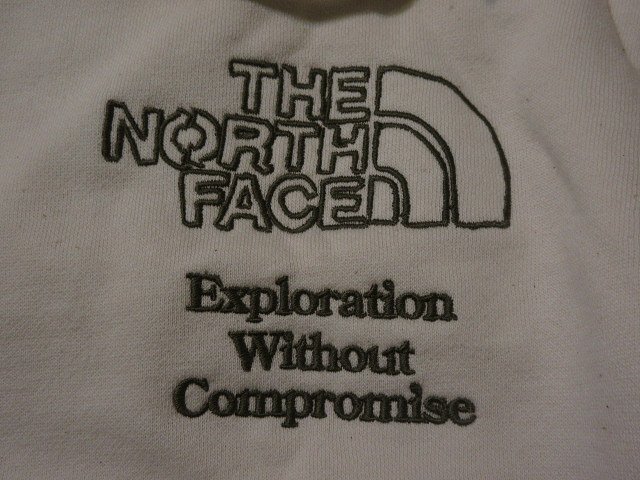 THE
NORTH
FACE
Exploration
Without
Compromise